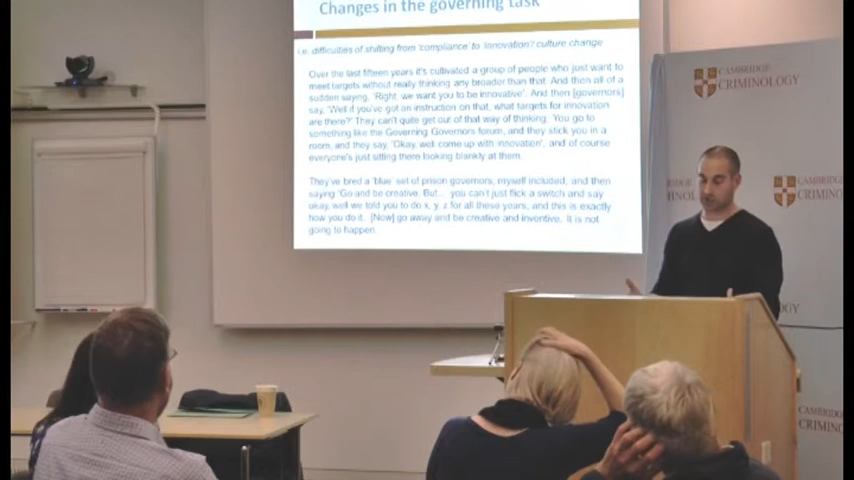 Changes in the governing task
i.e. difficulties of shifting from 'compliance' to 'innovation'? culture change
Over the last fifteen years it's cultivated a group of people who just want to
meet targets without really thinking any broader than that. And then all of a
sudden saying, 'Right, we want you to be innovative'. And then [governors]
say, 'Well if you've got an instruction on that, what targets for innovation
are there?' They can't quite get out of that way of thinking. You go to
something like the Governing Governors forum, and they stick you in a
room, and they say, 'Okay, well come up with innovation', and of course
everyone's just sitting there looking blankly at them.
They've bred a 'blue' set of prison governors, myself included, and then
saying 'Go and be creative. But... you can't just flick a switch and say
okay, well we told you to do x, y, z for all these years, and this is exactly
how you do it. [Now] go away and be creative and inventive. It is not
going to happen.
CAMBRIDGE
CRIMINOLOGY
CAMBRIDGE
CRIMIN
CAMBRIDG
CRIMIN